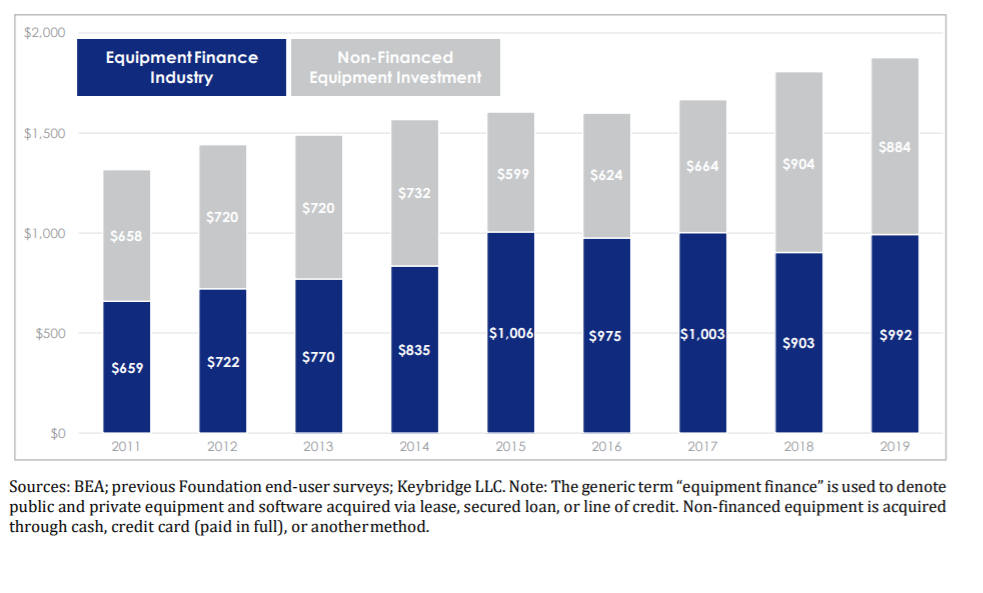 $2,000
Equipment Finance
Industry
Non-Financed
Equipment Investment
$1,500
$1,000
$500
$0
$658
$720
$720
$732
$599
$624
$664
$904
$884
$659
$722
$770
$835
$1,006
$975
$1,003
$903
$992
2011 2012 2013 2014 2015 2016 2017 2018 2019
Sources: BEA; previous Foundation end-user surveys; Keybridge LLC. Note: The generic term “equipment finance” is used to denote
public and private equipment and software acquired via lease, secured loan, or line of credit. Non-financed equipment is acquired
through cash, credit card (paid in full), or another method.